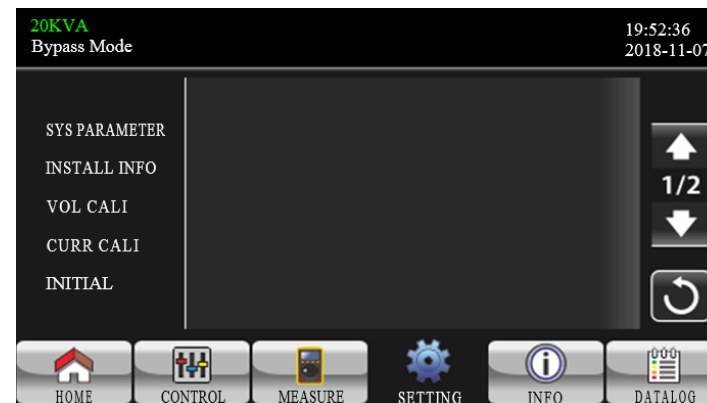 20KVA
Bypass Mode
19:52:36
2018-11-07
SYS PARAMETER
INSTALL INFO
VOL CALI
CURR CALI
INITIAL
1/2
HOME
CONTROL
MEASURE
SETTING
INFO
DATALOG